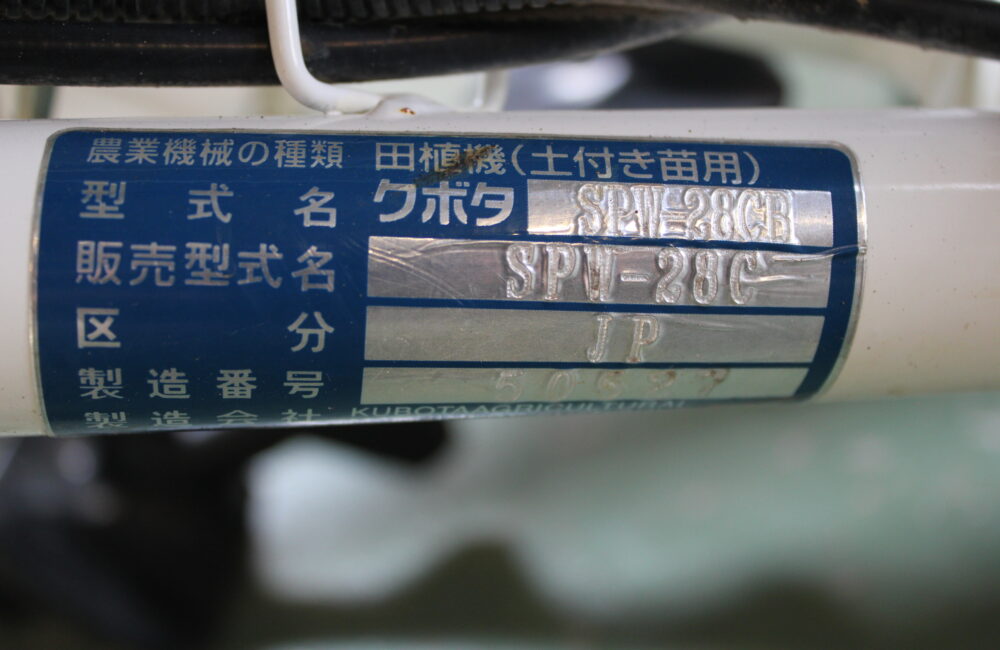 農業機械の種類 田植機(土付き苗用)
型式名 クボタ SPW-28CB
販売型式名 SPW-28C
区分 JP
製造番号
製造会社 KUBOTA AGRICULTURAL